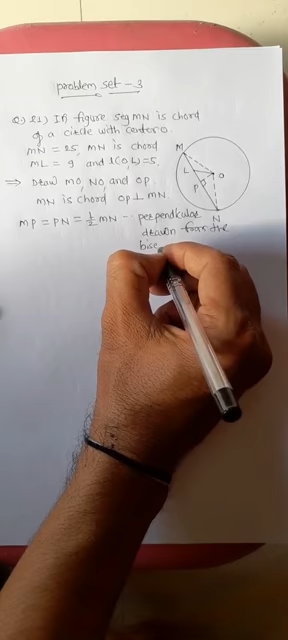 problem set - 3
Q.21) In figure seg MN is chord
of a circle with center O.
MN = 25, MN is chord
ML = 9, and l(O,L) = 5.
⇒ Draw MO, NO, and OP.
MN is chord OP ⊥ MN
MP = PN = 1/2 MN -- perpendicular
drawn from the
bise
M
L
O
P
N